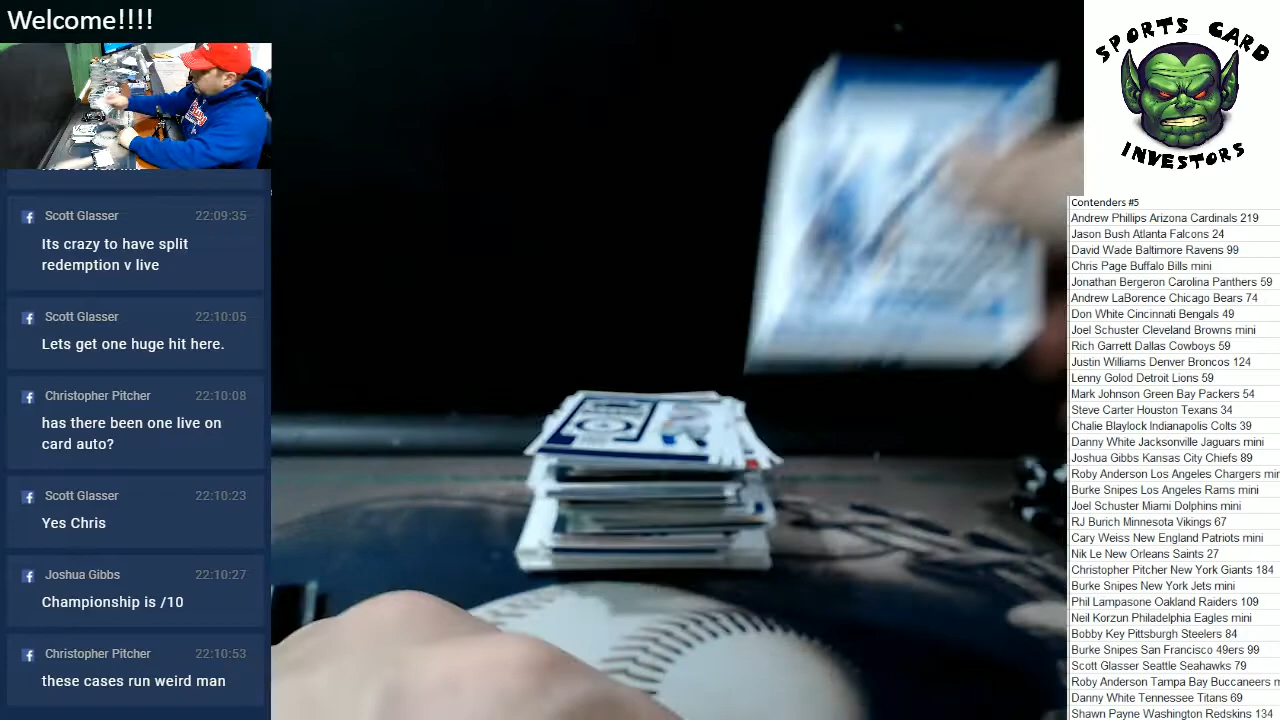 Welcome!!!!
Scott Glasser 22:09:35
Its crazy to have split
redemption v live
Scott Glasser 22:10:05
Lets get one huge hit here.
Christopher Pitcher 22:10:08
has there been one live on
card auto?
Scott Glasser 22:10:23
Yes Chris
Joshua Gibbs 22:10:27
Championship is /10
Christopher Pitcher 22:10:53
these cases run weird man
SPORTS CARD
INVESTORS
Contenders #5
Andrew Phillips Arizona Cardinals 219
Jason Bush Atlanta Falcons 24
David Wade Baltimore Ravens 99
Chris Page Buffalo Bills mini
Jonathan Bergeron Carolina Panthers 59
Andrew LaBorence Chicago Bears 74
Don White Cincinnati Bengals 49
Joel Schuster Cleveland Browns mini
Rich Garrett Dallas Cowboys 59
Justin Williams Denver Broncos 124
Lenny Golod Detroit Lions 59
Mark Johnson Green Bay Packers 54
Steve Carter Houston Texans 34
Chalie Blaylock Indianapolis Colts 39
Danny White Jacksonville Jaguars mini
Joshua Gibbs Kansas City Chiefs 89
Roby Anderson Los Angeles Chargers min
Burke Snipes Los Angeles Rams mini
Joel Schuster Miami Dolphins mini
RJ Burich Minnesota Vikings 67
Cary Weiss New England Patriots mini
Nik Le New Orleans Saints 27
Christopher Pitcher New York Giants 184
Burke Snipes New York Jets mini
Phil Lampasone Oakland Raiders 109
Neil Korzun Philadelphia Eagles mini
Bobby Key Pittsburgh Steelers 84
Burke Snipes San Francisco 49ers 99
Scott Glasser Seattle Seahawks 79
Roby Anderson Tampa Bay Buccaneers m
Danny White Tennessee Titans 69
Shawn Payne Washington Redskins 134